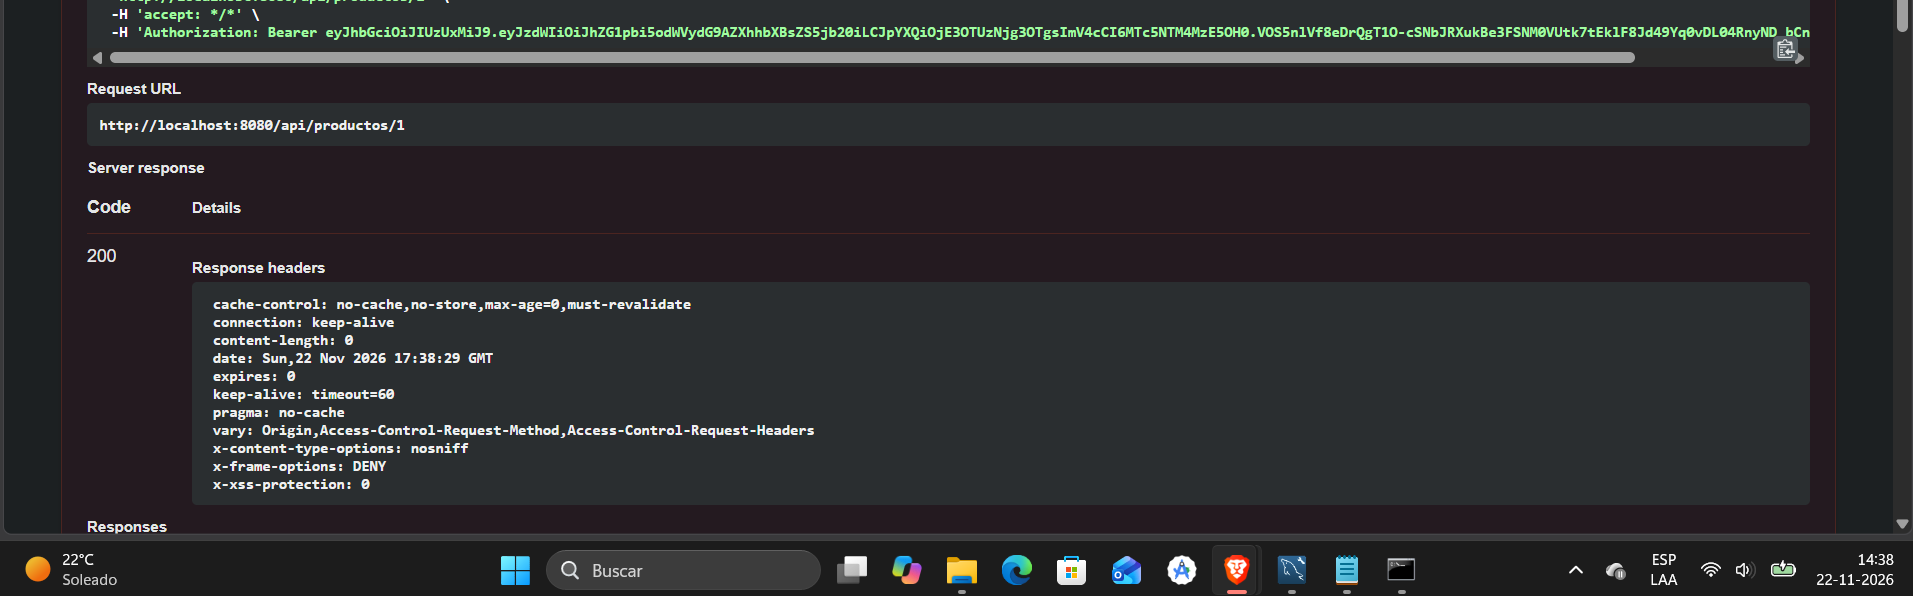 -H 'accept: */*' \
-H 'Authorization: Bearer
Request URL
http://localhost:8080/api/productos/1
Server response
Code Details
200
Response headers
cache-control: no-cache,no-store,max-age=0,must-revalidate
connection: keep-alive
content-length: 0
date: Sun,22 Nov 2026 17:38:29 GMT
expires: 0
keep-alive: timeout=60
pragma: no-cache
vary: Origin,Access-Control-Request-Method,Access-Control-Request-Headers
x-content-type-options: nosniff
x-frame-options: DENY
x-xss-protection: 0
Responses
22°C
Soleado
Buscar
ESP
LAA
14:38
22-11-2026